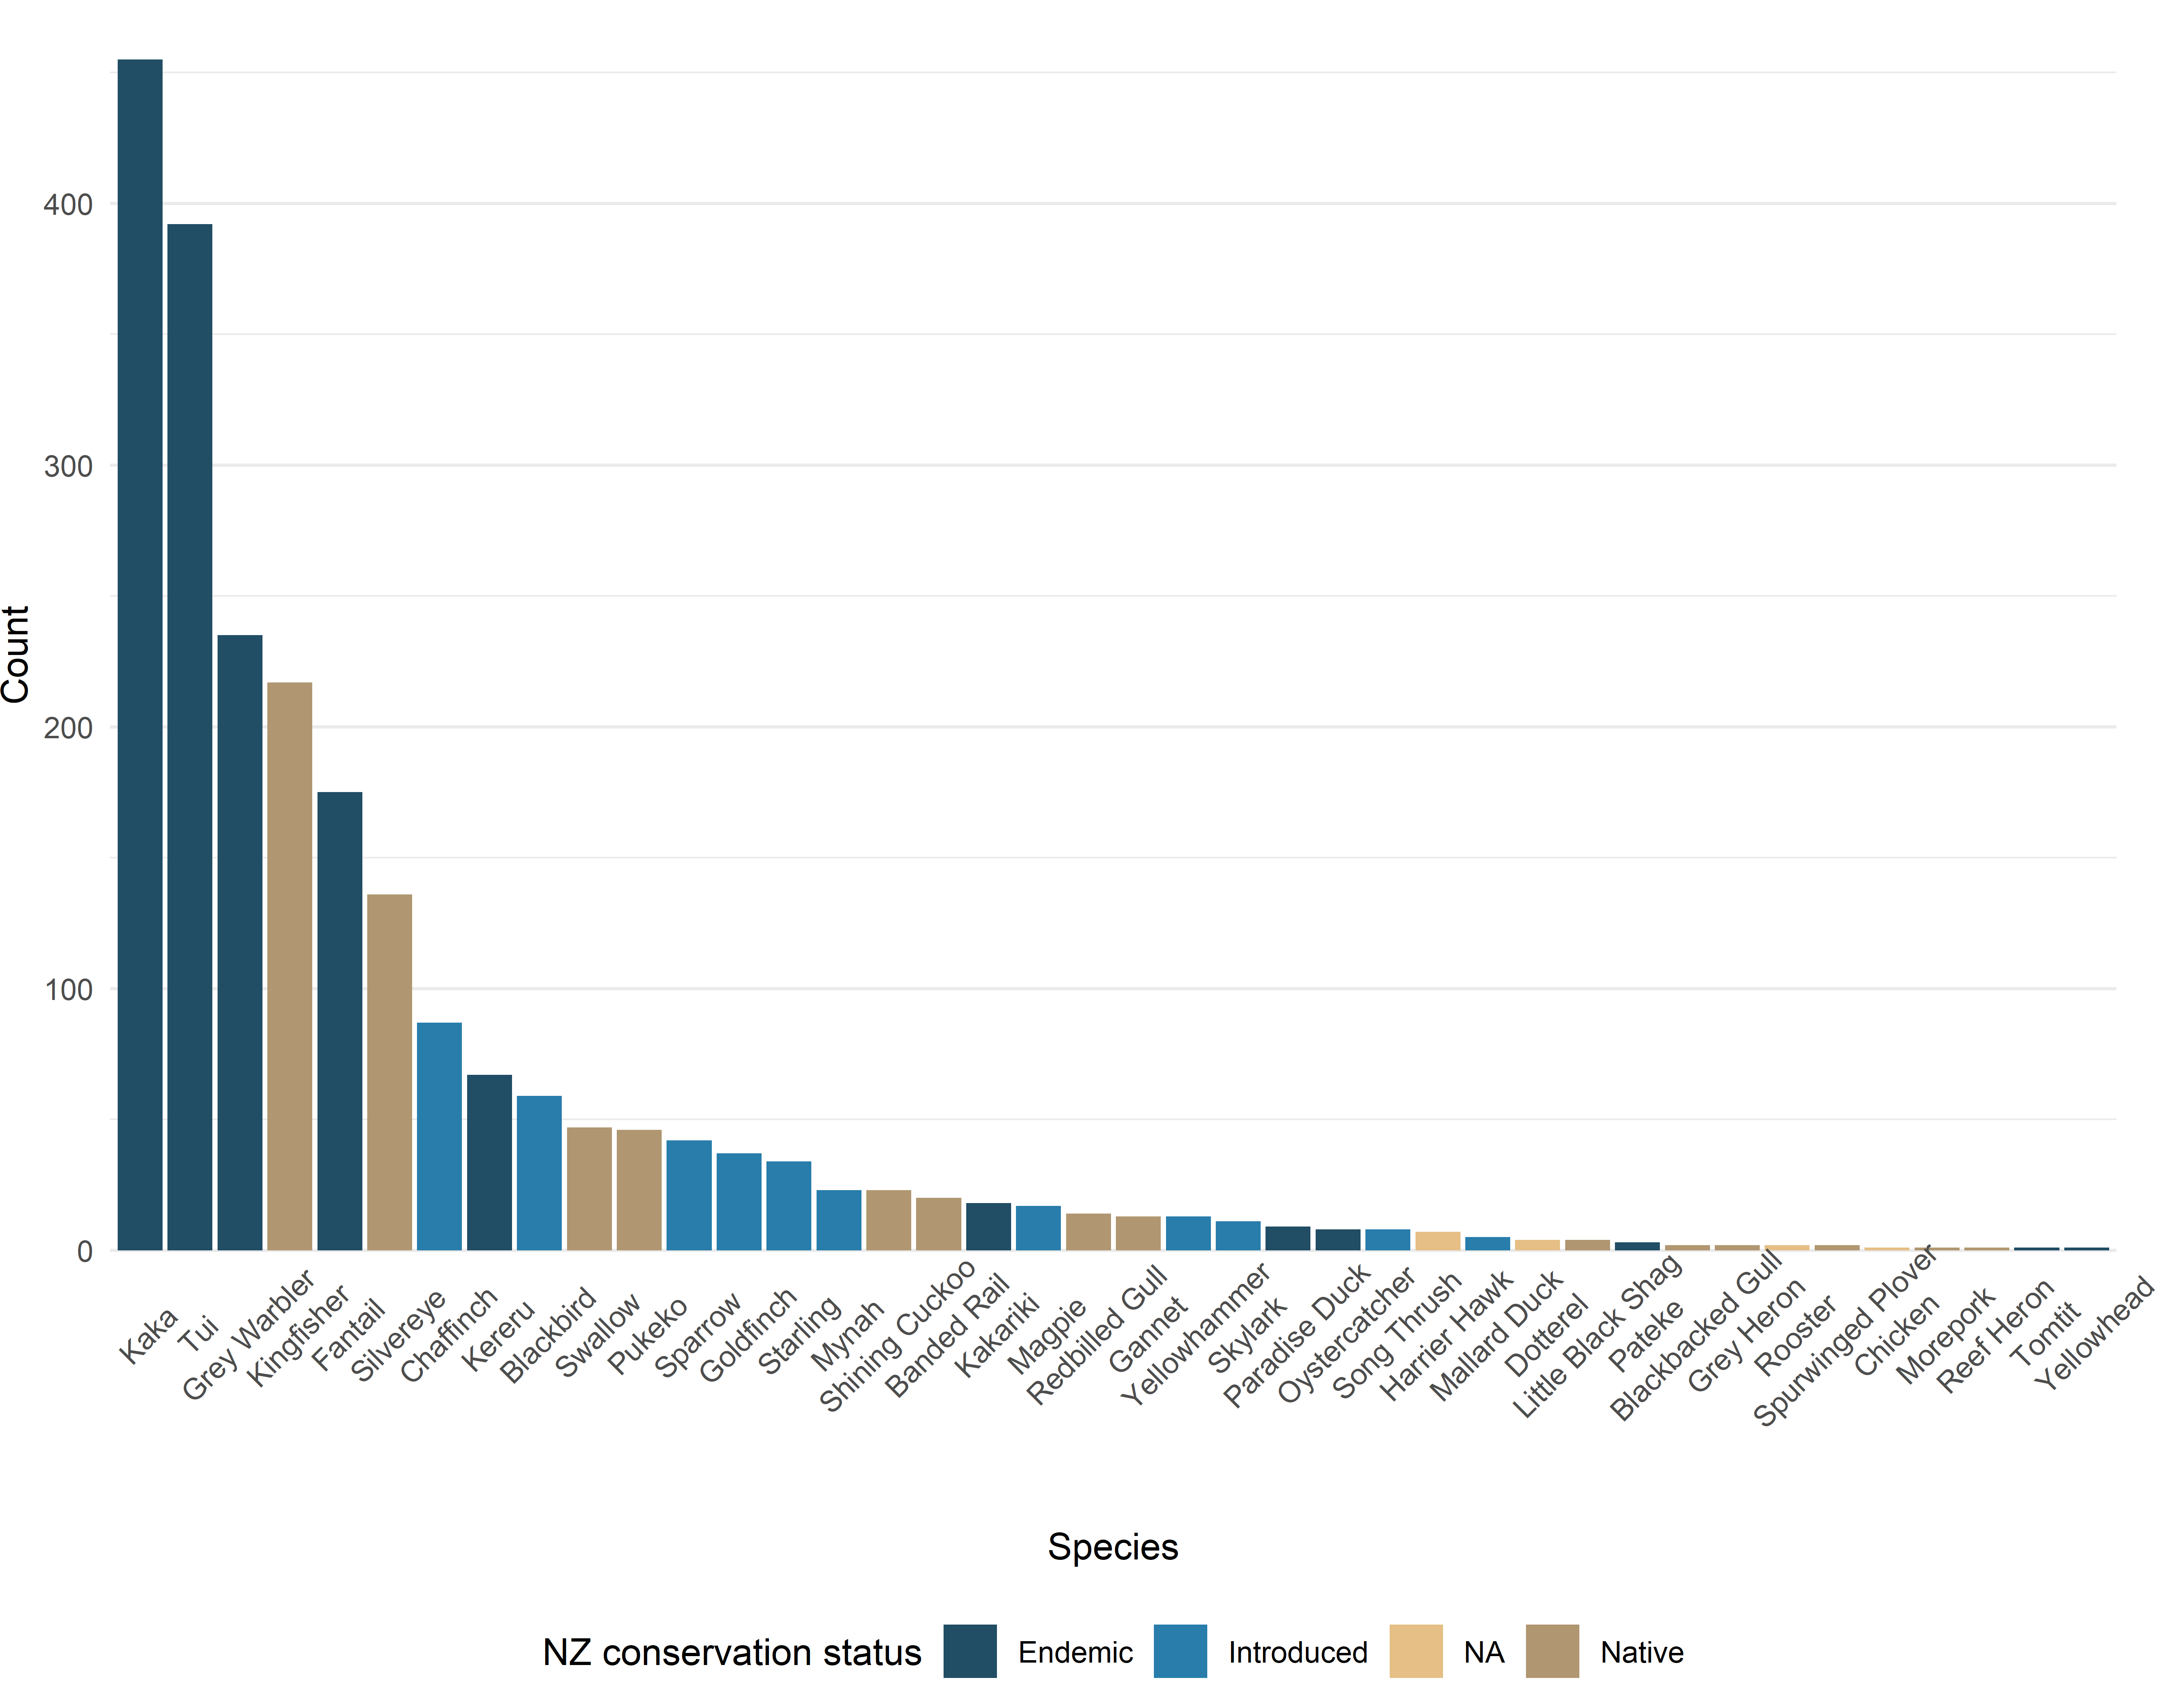 Count
400
300
200
100
0
Kaka
Tui
Grey Warbler
Kingfisher
Fantail
Silvereye
Chaffinch
Kereru
Blackbird
Swallow
Pukeko
Sparrow
Goldfinch
Starling
Mynah
Shining Cuckoo
Banded Rail
Kakariki
Magpie
Redbilled Gull
Gannet
Yellowhammer
Skylark
Paradise Duck
Oystercatcher
Song Thrush
Harrier Hawk
Mallard Duck
Dotterel
Little Black Shag
Pateke
Blackbacked Gull
Grey Heron
Rooster
Spurwinged Plover
Chicken
Morepork
Reef Heron
Tomtit
Yellowhead
Species
NZ conservation status Endemic Introduced NA Native